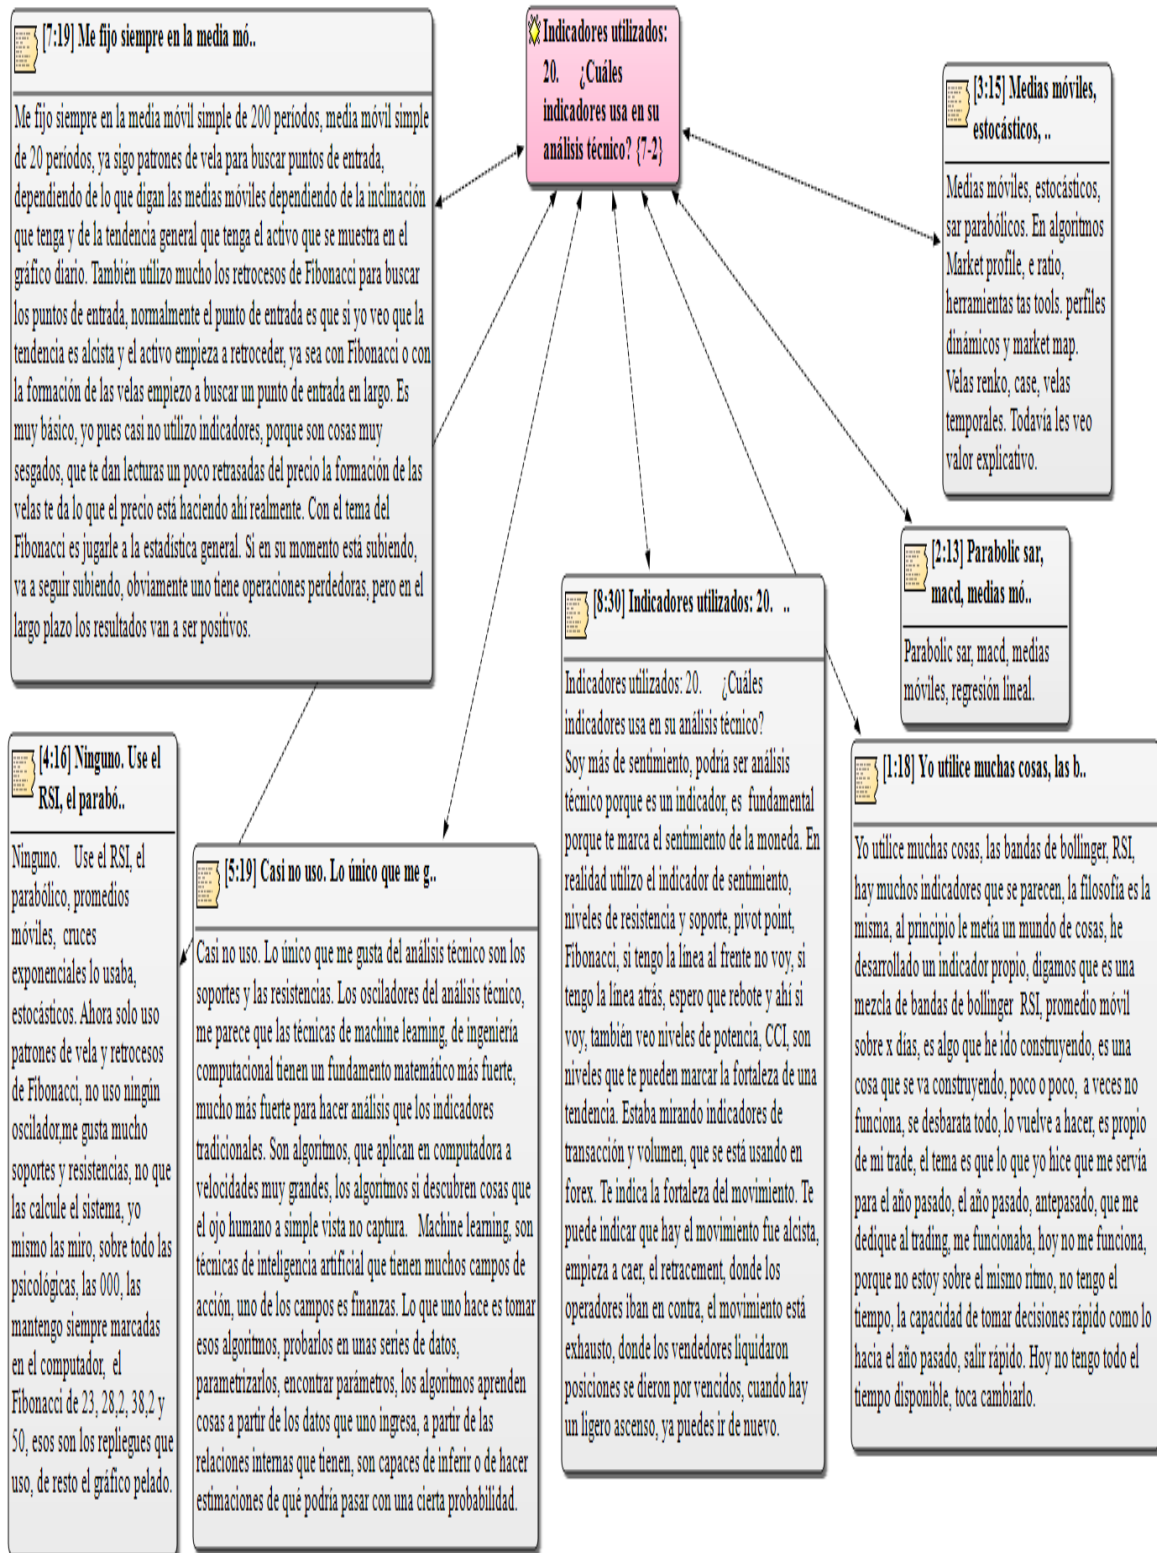 [7:19] Me fijo siempre en la media mó..
Me fijo siempre en la media móvil simple de 200 períodos, media móvil simple
de 20 períodos, ya sigo patrones de vela para buscar puntos de entrada,
dependiendo de lo que digan las medias móviles dependiendo de la inclinación
que tenga y de la tendencia general que tenga el activo que se muestra en el
gráfico diario. También utilizo mucho los retrocesos de Fibonacci para buscar
los puntos de entrada, normalmente el punto de entrada es que si yo veo que la
tendencia es alcista y el activo empieza a retroceder, ya sea con Fibonacci o con
la formación de las velas empiezo a buscar un punto de entrada en largo. Es
muy básico, yo pues casi no utilizo indicadores, porque son cosas muy
sesgados, que te dan lecturas un poco retrasadas del precio la formación de las
velas te da lo que el precio está haciendo ahí realmente. Con el tema del
Fibonacci es jugarle a la estadística general. Si en su momento está subiendo,
va a seguir subiendo, obviamente uno tiene operaciones perdedoras, pero en el
largo plazo los resultados van a ser positivos.
Indicadores utilizados:
20. ¿Cuáles
indicadores usa en su
análisis técnico? {7-2}
[3:15] Medias móviles,
estocásticos, ..
Medias móviles, estocásticos,
sar parabólicos. En algoritmos
Market profile, e ratio,
herramientas tas tools. perfiles
dinámicos y market map.
Velas renko, case, velas
temporales. Todavía les veo
valor explicativo.
[2:13] Parabolic sar,
macd, medias mó..
Parabolic sar, macd, medias
móviles, regresión lineal.
[4:16] Ninguno. Use el
RSI, el parabó..
Ninguno. Use el RSI, el
parabólico, promedios
móviles, cruces
exponenciales lo usaba,
estocásticos. Ahora solo uso
patrones de vela y retrocesos
de Fibonacci, no uso ningún
oscilador,me gusta mucho
soportes y resistencias, no que
las calcule el sistema, yo
mismo las miro, sobre todo las
psicológicas, las 000, las
mantengo siempre marcadas
en el computador, el
Fibonacci de 23, 28,2, 38,2 y
50, esos son los repliegues que
uso, de resto el gráfico pelado.
[5:19] Casi no uso. Lo único que me g..
Casi no uso. Lo único que me gusta del análisis técnico son los
soportes y las resistencias. Los osciladores del análisis técnico,
me parece que las técnicas de machine learning, de ingeniería
computacional tienen un fundamento matemático más fuerte,
mucho más fuerte para hacer análisis que los indicadores
tradicionales. Son algoritmos, que aplican en computadora a
velocidades muy grandes, los algoritmos si descubren cosas que
el ojo humano a simple vista no captura. Machine learning, son
técnicas de inteligencia artificial que tienen muchos campos de
acción, uno de los campos es finanzas. Lo que uno hace es tomar
esos algoritmos, probarlos en unas series de datos,
parametrizarlos, encontrar parámetros, los algoritmos aprenden
cosas a partir de los datos que uno ingresa, a partir de las
relaciones internas que tienen, son capaces de inferir o de hacer
estimaciones de qué podría pasar con una cierta probabilidad.
[8:30] Indicadores utilizados: 20. ..
Indicadores utilizados: 20. ¿Cuáles
indicadores usa en su análisis técnico?
Soy más de sentimiento, podría ser análisis
técnico porque es un indicador, es fundamental
porque te marca el sentimiento de la moneda. En
realidad utilizo el indicador de sentimiento,
niveles de resistencia y soporte, pivot point,
Fibonacci, si tengo la línea al frente no voy, si
tengo la línea atrás, espero que rebote y ahí si
voy, también veo niveles de potencia, CCI, son
niveles que te pueden marcar la fortaleza de una
tendencia. Estaba mirando indicadores de
transacción y volumen, que se está usando en
forex. Te indica la fortaleza del movimiento. Te
puede indicar que hay el movimiento fue alcista,
empieza a caer, el retracement, donde los
operadores iban en contra, el movimiento está
exhausto, donde los vendedores liquidaron
posiciones se dieron por vencidos, cuando hay
un ligero ascenso, ya puedes ir de nuevo.
[1:18] Yo utilice muchas cosas, las b..
Yo utilice muchas cosas, las bandas de bollinger, RSI,
hay muchos indicadores que se parecen, la filosofía es la
misma, al principio le metía un mundo de cosas, he
desarrollado un indicador propio, digamos que es una
mezcla de bandas de bollinger RSI, promedio móvil
sobre x días, es algo que he ido construyendo, es una
cosa que se va construyendo, poco o poco, a veces no
funciona, se desbarata todo, lo vuelve a hacer, es propio
de mi trade, el tema es que lo que yo hice que me servía
para el año pasado, el año pasado, antepasado, que me
dedique al trading, me funcionaba, hoy no me funciona,
porque no estoy sobre el mismo ritmo, no tengo el
tiempo, la capacidad de tomar decisiones rápido como lo
hacia el año pasado, salir rápido. Hoy no tengo todo el
tiempo disponible, toca cambiarlo.